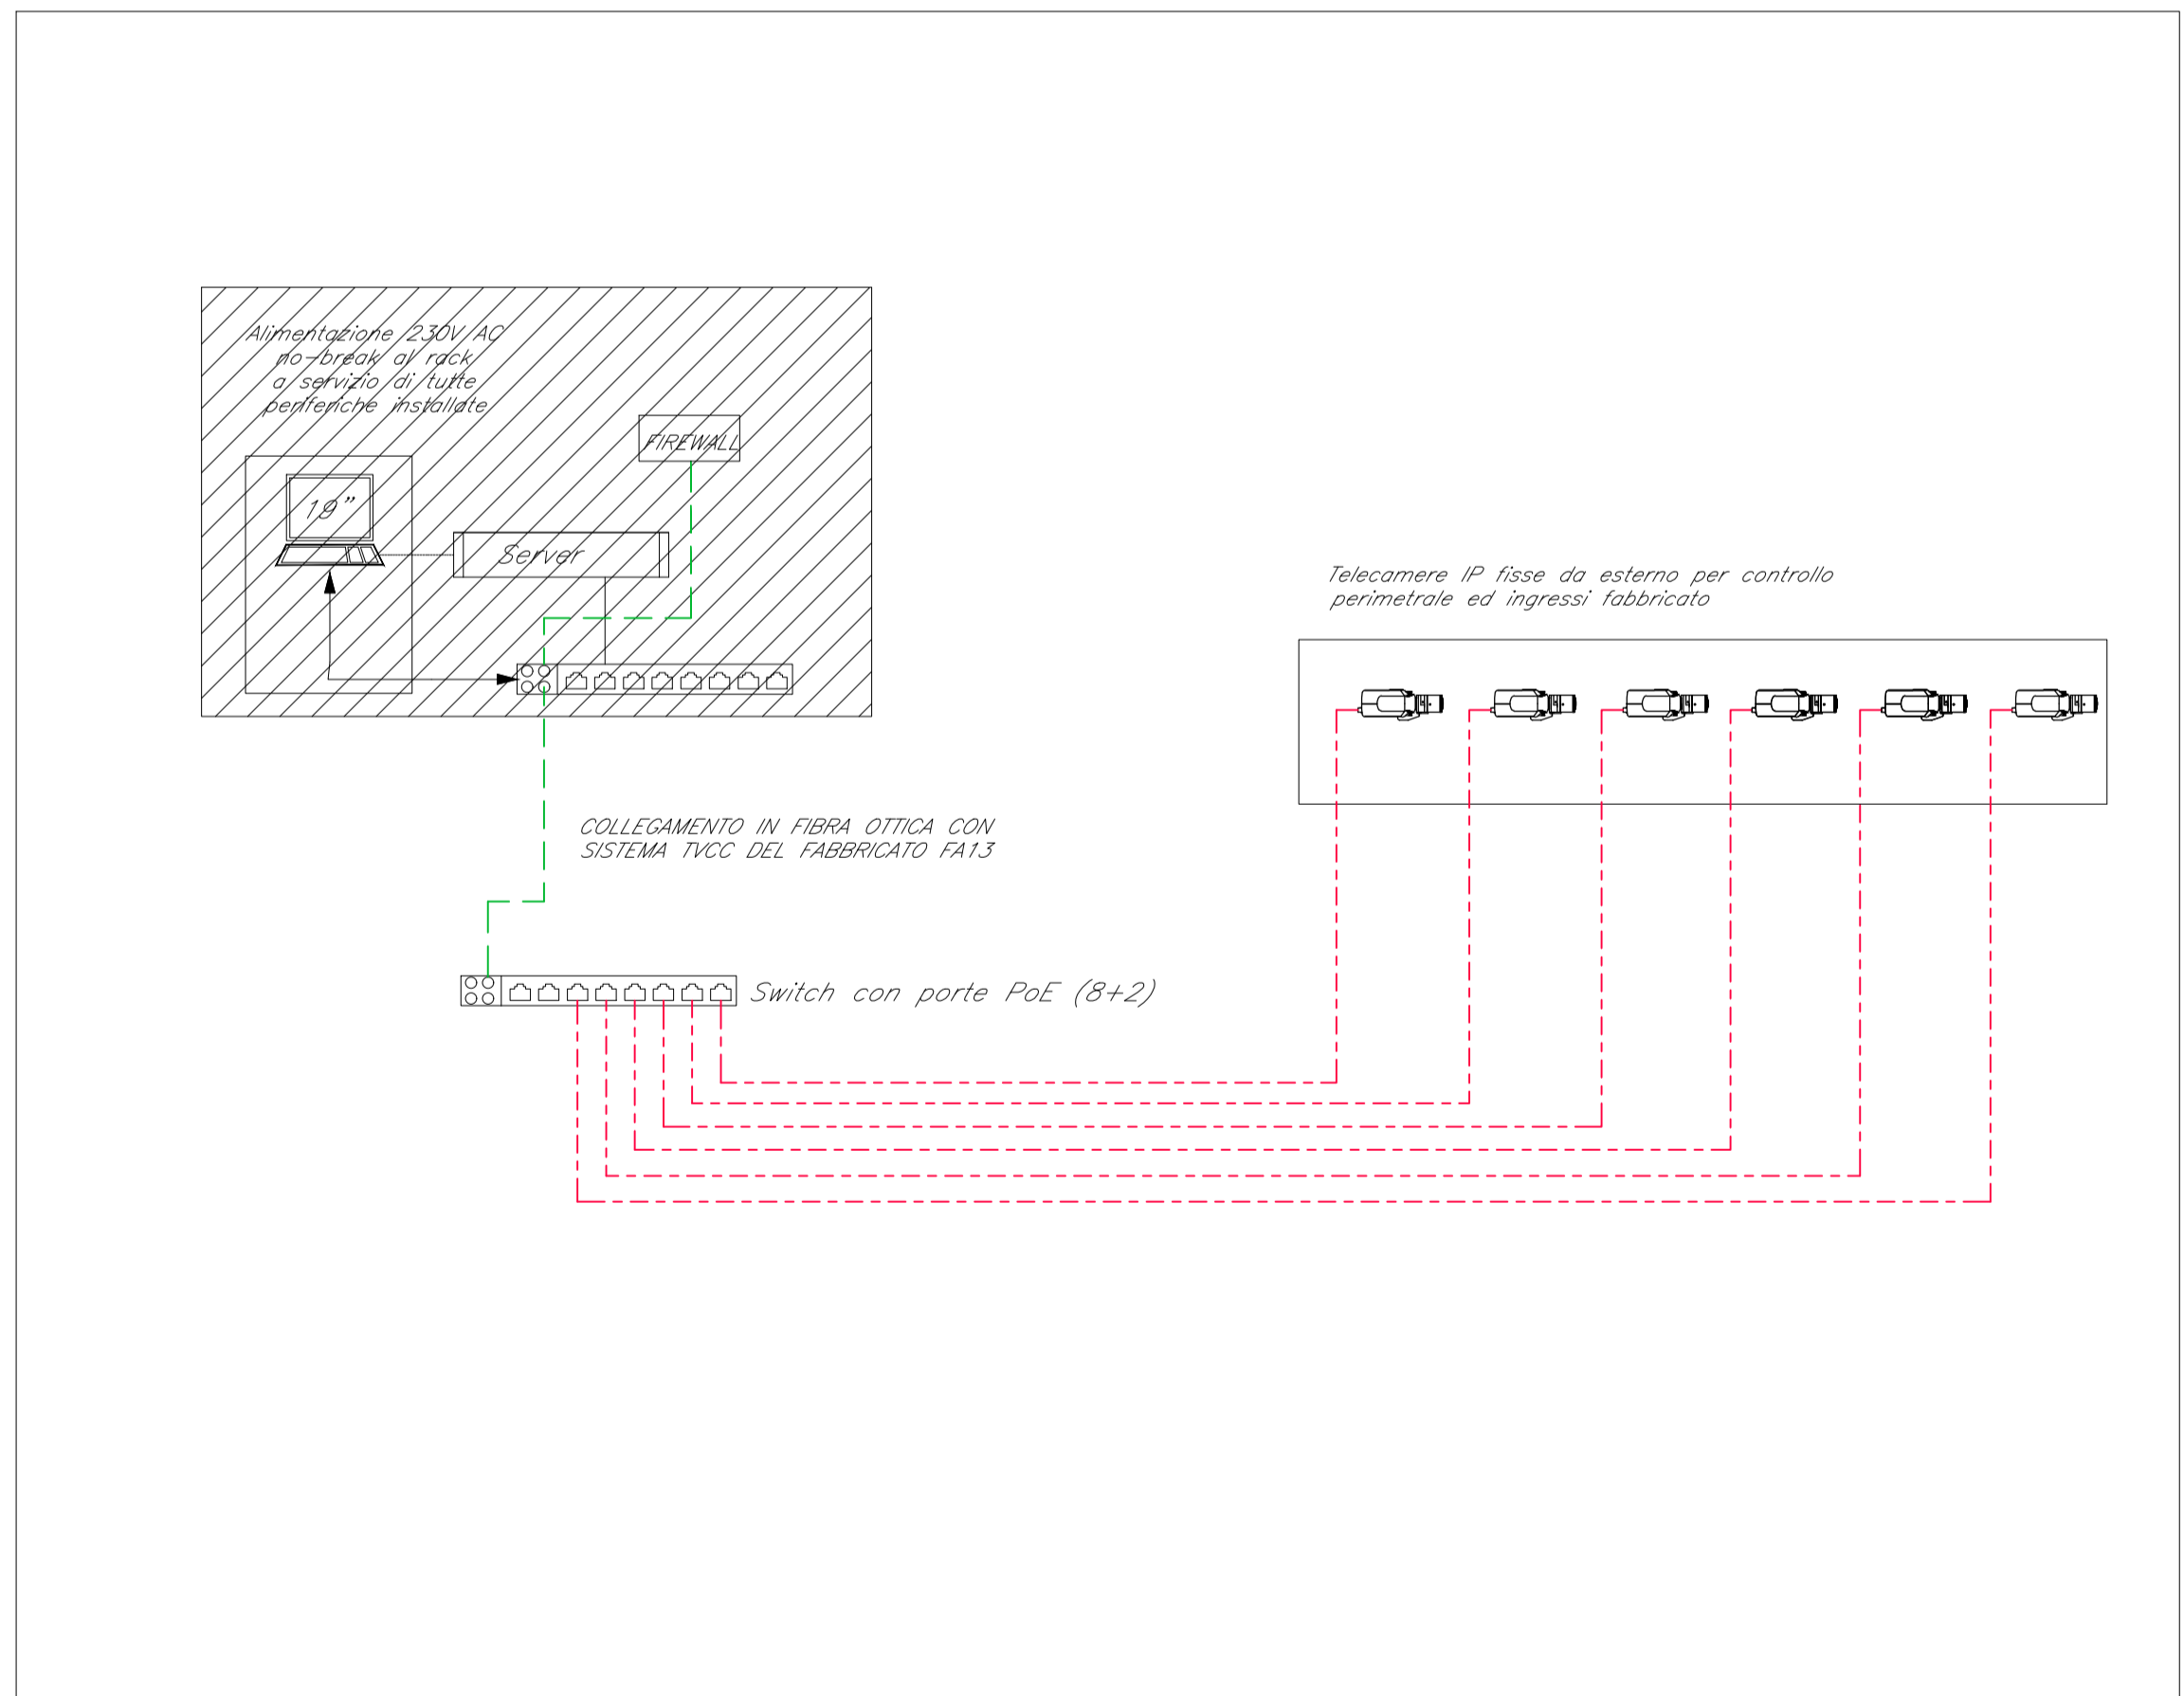 Alimentazione 230V AC
no-break al rack
a servizio di tutte
periferiche installate
FIREWALL
19"
Server
Telecamere IP fisse da esterno per controllo
perimetrale ed ingressi fabbricato
COLLEGAMENTO IN FIBRA OTTICA CON
SISTEMA TVCC DEL FABBRICATO FA13
Switch con porte PoE (8+2)